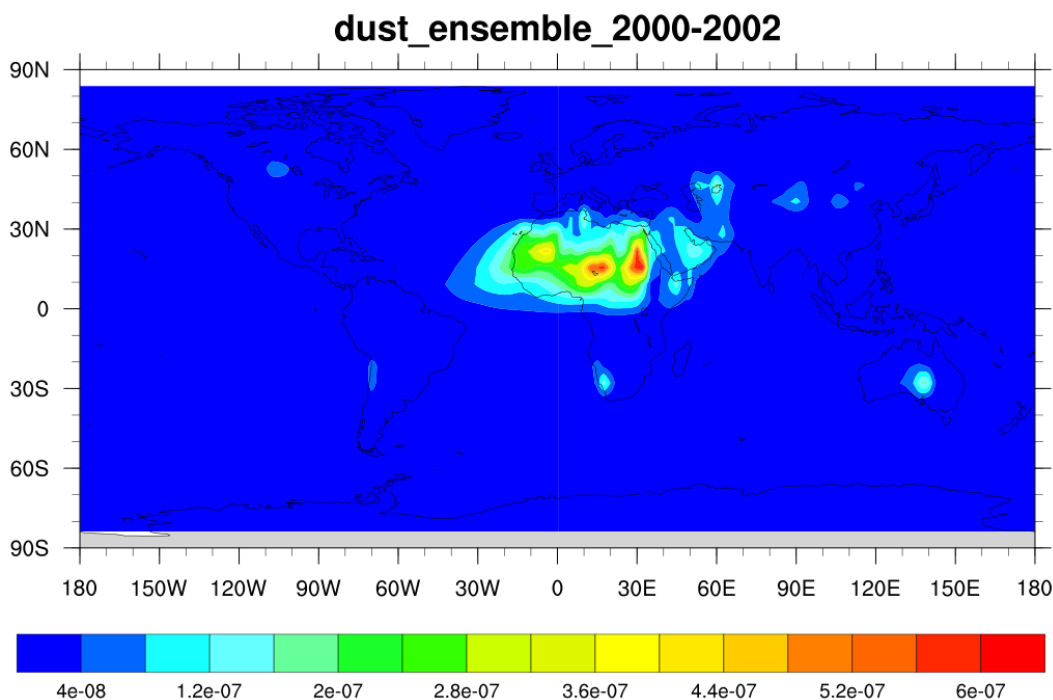 dust_ensemble_2000-2002
90N
60N
30N
0
30S
60S
90S
180 150W 120W 90W 60W 30W 0 30E 60E 90E 120E 150E 180
4e-08 1.2e-07 2e-07 2.8e-07 3.6e-07 4.4e-07 5.2e-07 6e-07